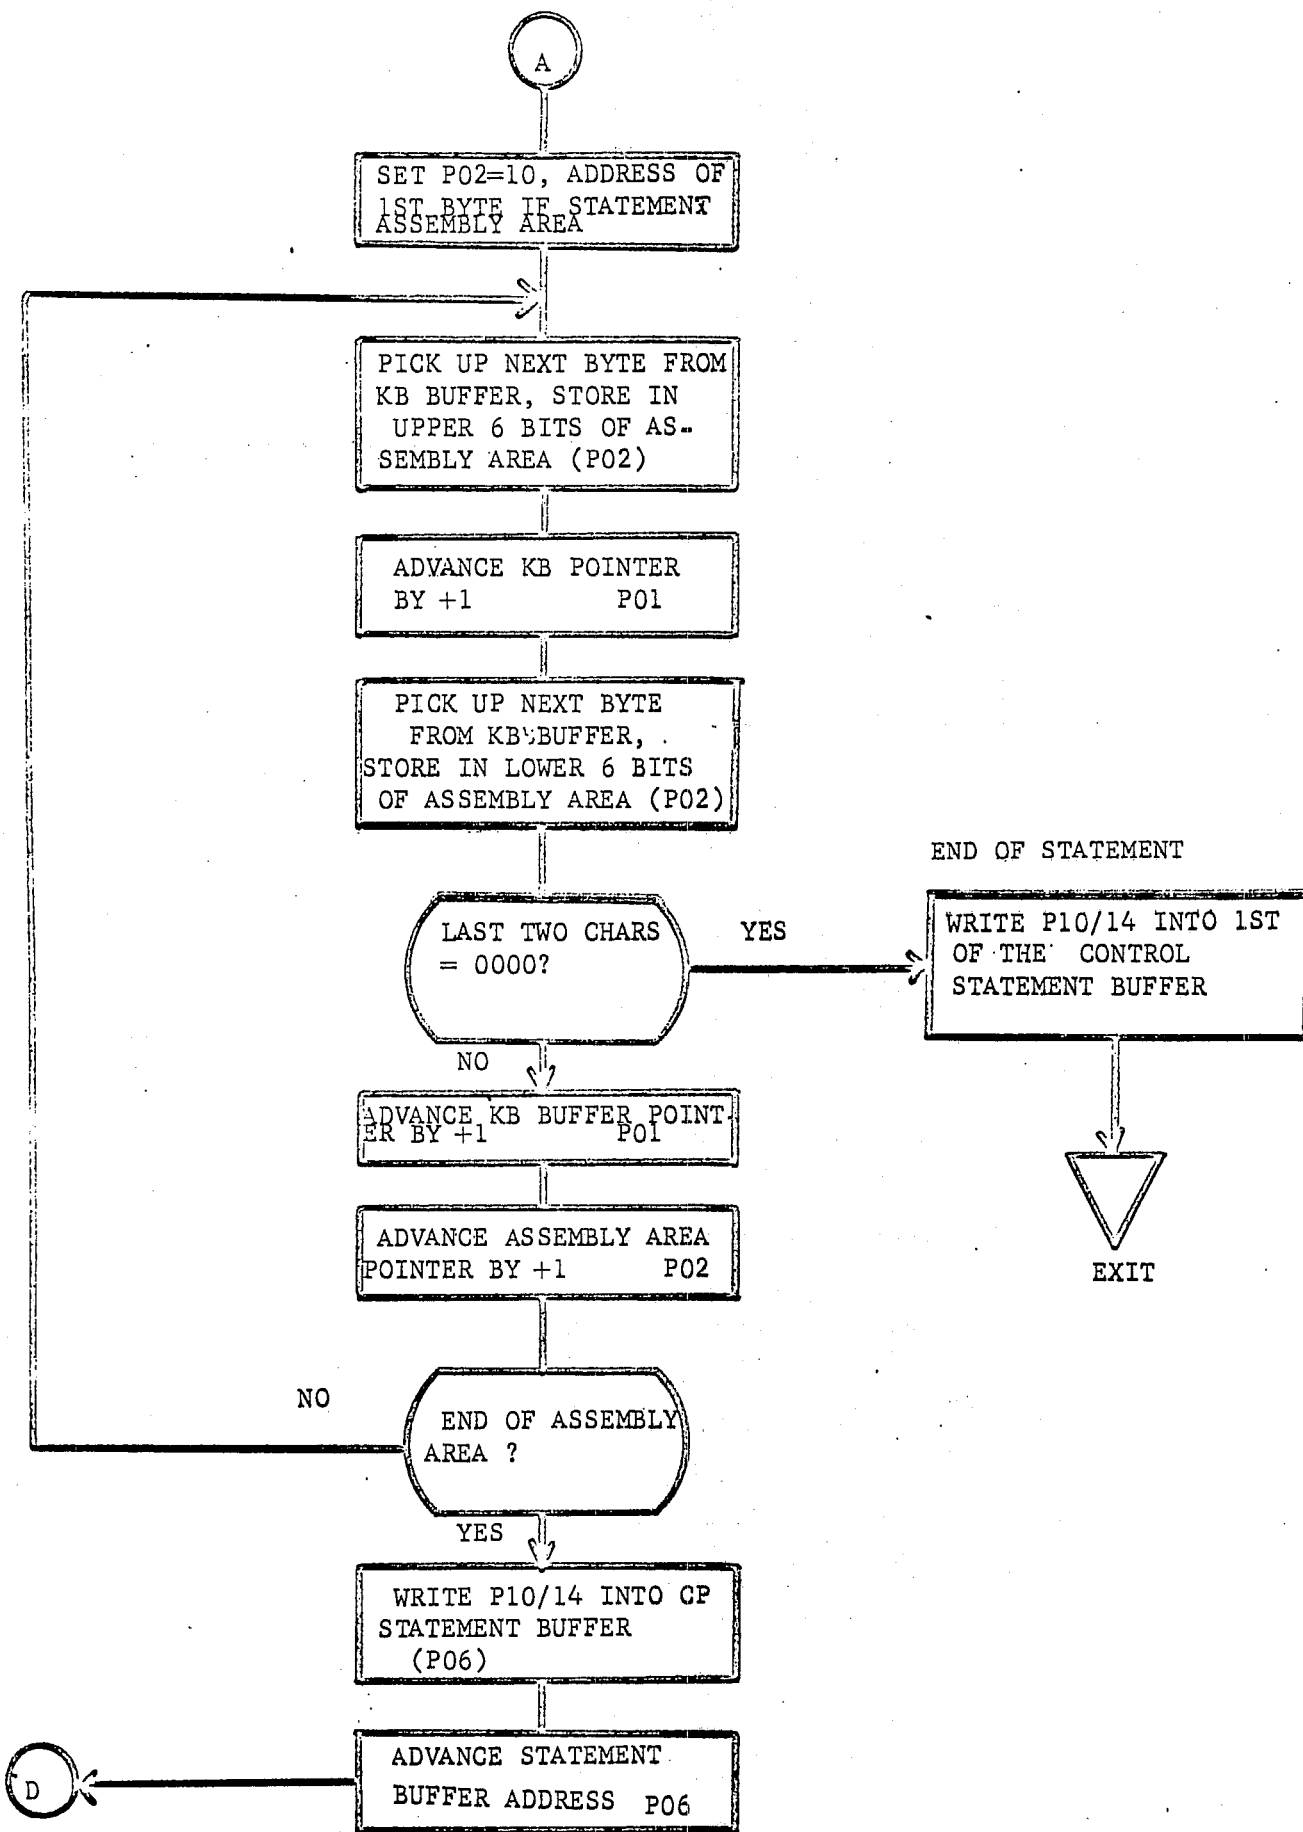 A
SET P02=10, ADDRESS OF
1ST BYTE IF STATEMENT
ASSEMBLY AREA
PICK UP NEXT BYTE FROM
KB BUFFER, STORE IN
UPPER 6 BITS OF AS-
SEMBLY AREA (P02)
ADVANCE KB POINTER
BY +1 P01
PICK UP NEXT BYTE
FROM KB BUFFER,
STORE IN LOWER 6 BITS
OF ASSEMBLY AREA (P02)
LAST TWO CHARS
= 0000?
YES
END OF STATEMENT
WRITE P10/14 INTO 1ST
OF THE CONTROL
STATEMENT BUFFER
EXIT
NO
ADVANCE KB BUFFER POINT-
ER BY +1 P01
ADVANCE ASSEMBLY AREA
POINTER BY +1 P02
NO
END OF ASSEMBLY
AREA ?
YES
WRITE P10/14 INTO CP
STATEMENT BUFFER
(P06)
ADVANCE STATEMENT
BUFFER ADDRESS P06
D